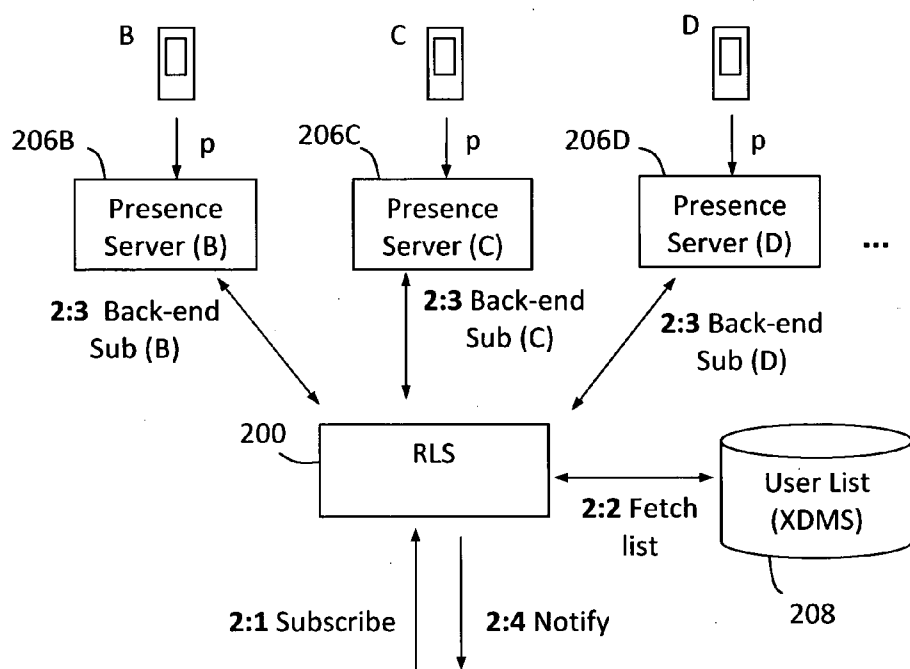 B
C
D
206B
p
206C
p
206D
p
Presence
Server (B)
Presence
Server (C)
Presence
Server (D)
...
2:3 Back-end
Sub (B)
2:3 Back-end
Sub (C)
2:3 Back-end
Sub (D)
200
RLS
User List
(XDMS)
2:2 Fetch
list
208
2:1 Subscribe
2:4 Notify